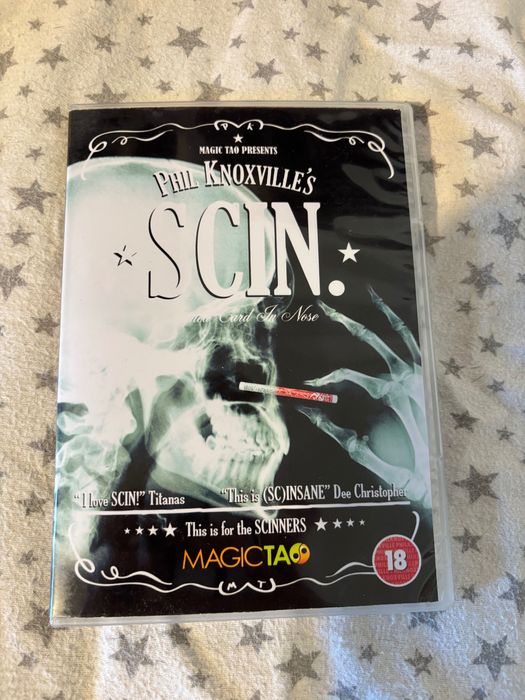 P K
MAGIC TAO PRESENTS
PHIL KNOXVILLE'S
SCIN.
Card In Nose
"I love SCIN!" Titanas
"This is (SC)INSANE" Dee Christopher
This is for the SCINNERS
MAGICTAO
18
M T